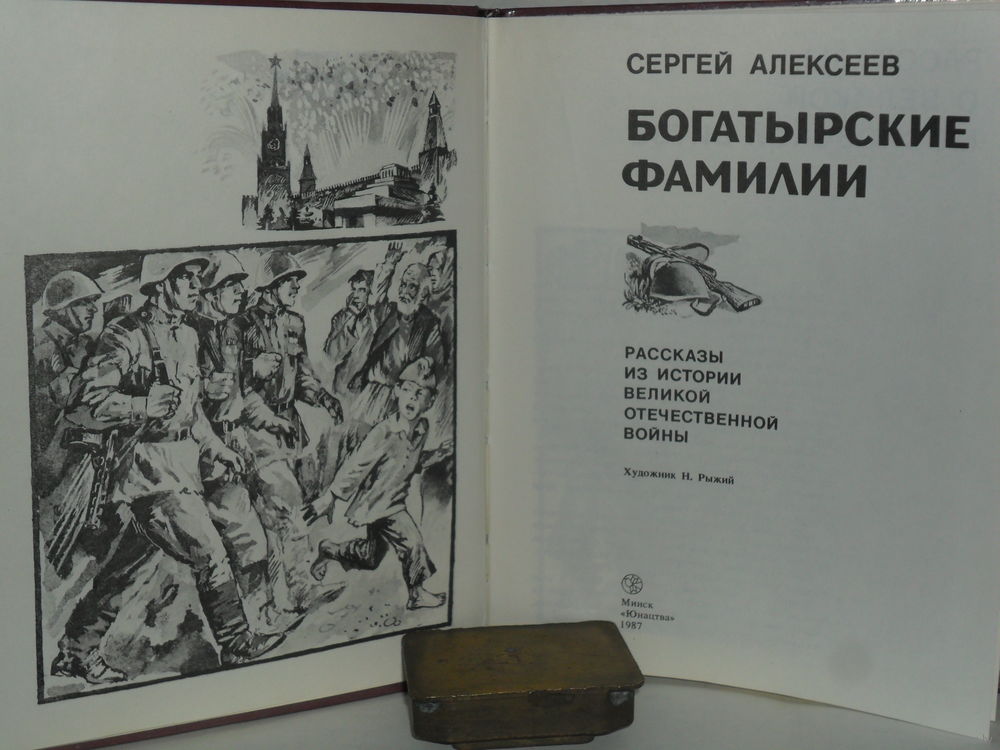 СЕРГЕЙ АЛЕКСЕЕВ
БОГАТЫРСКИЕ
ФАМИЛИИ
РАССКАЗЫ
ИЗ ИСТОРИИ
ВЕЛИКОЙ
ОТЕЧЕСТВЕННОЙ
ВОЙНЫ
Художник Н. Рыжий
Минск
«Юнацтва»
1987